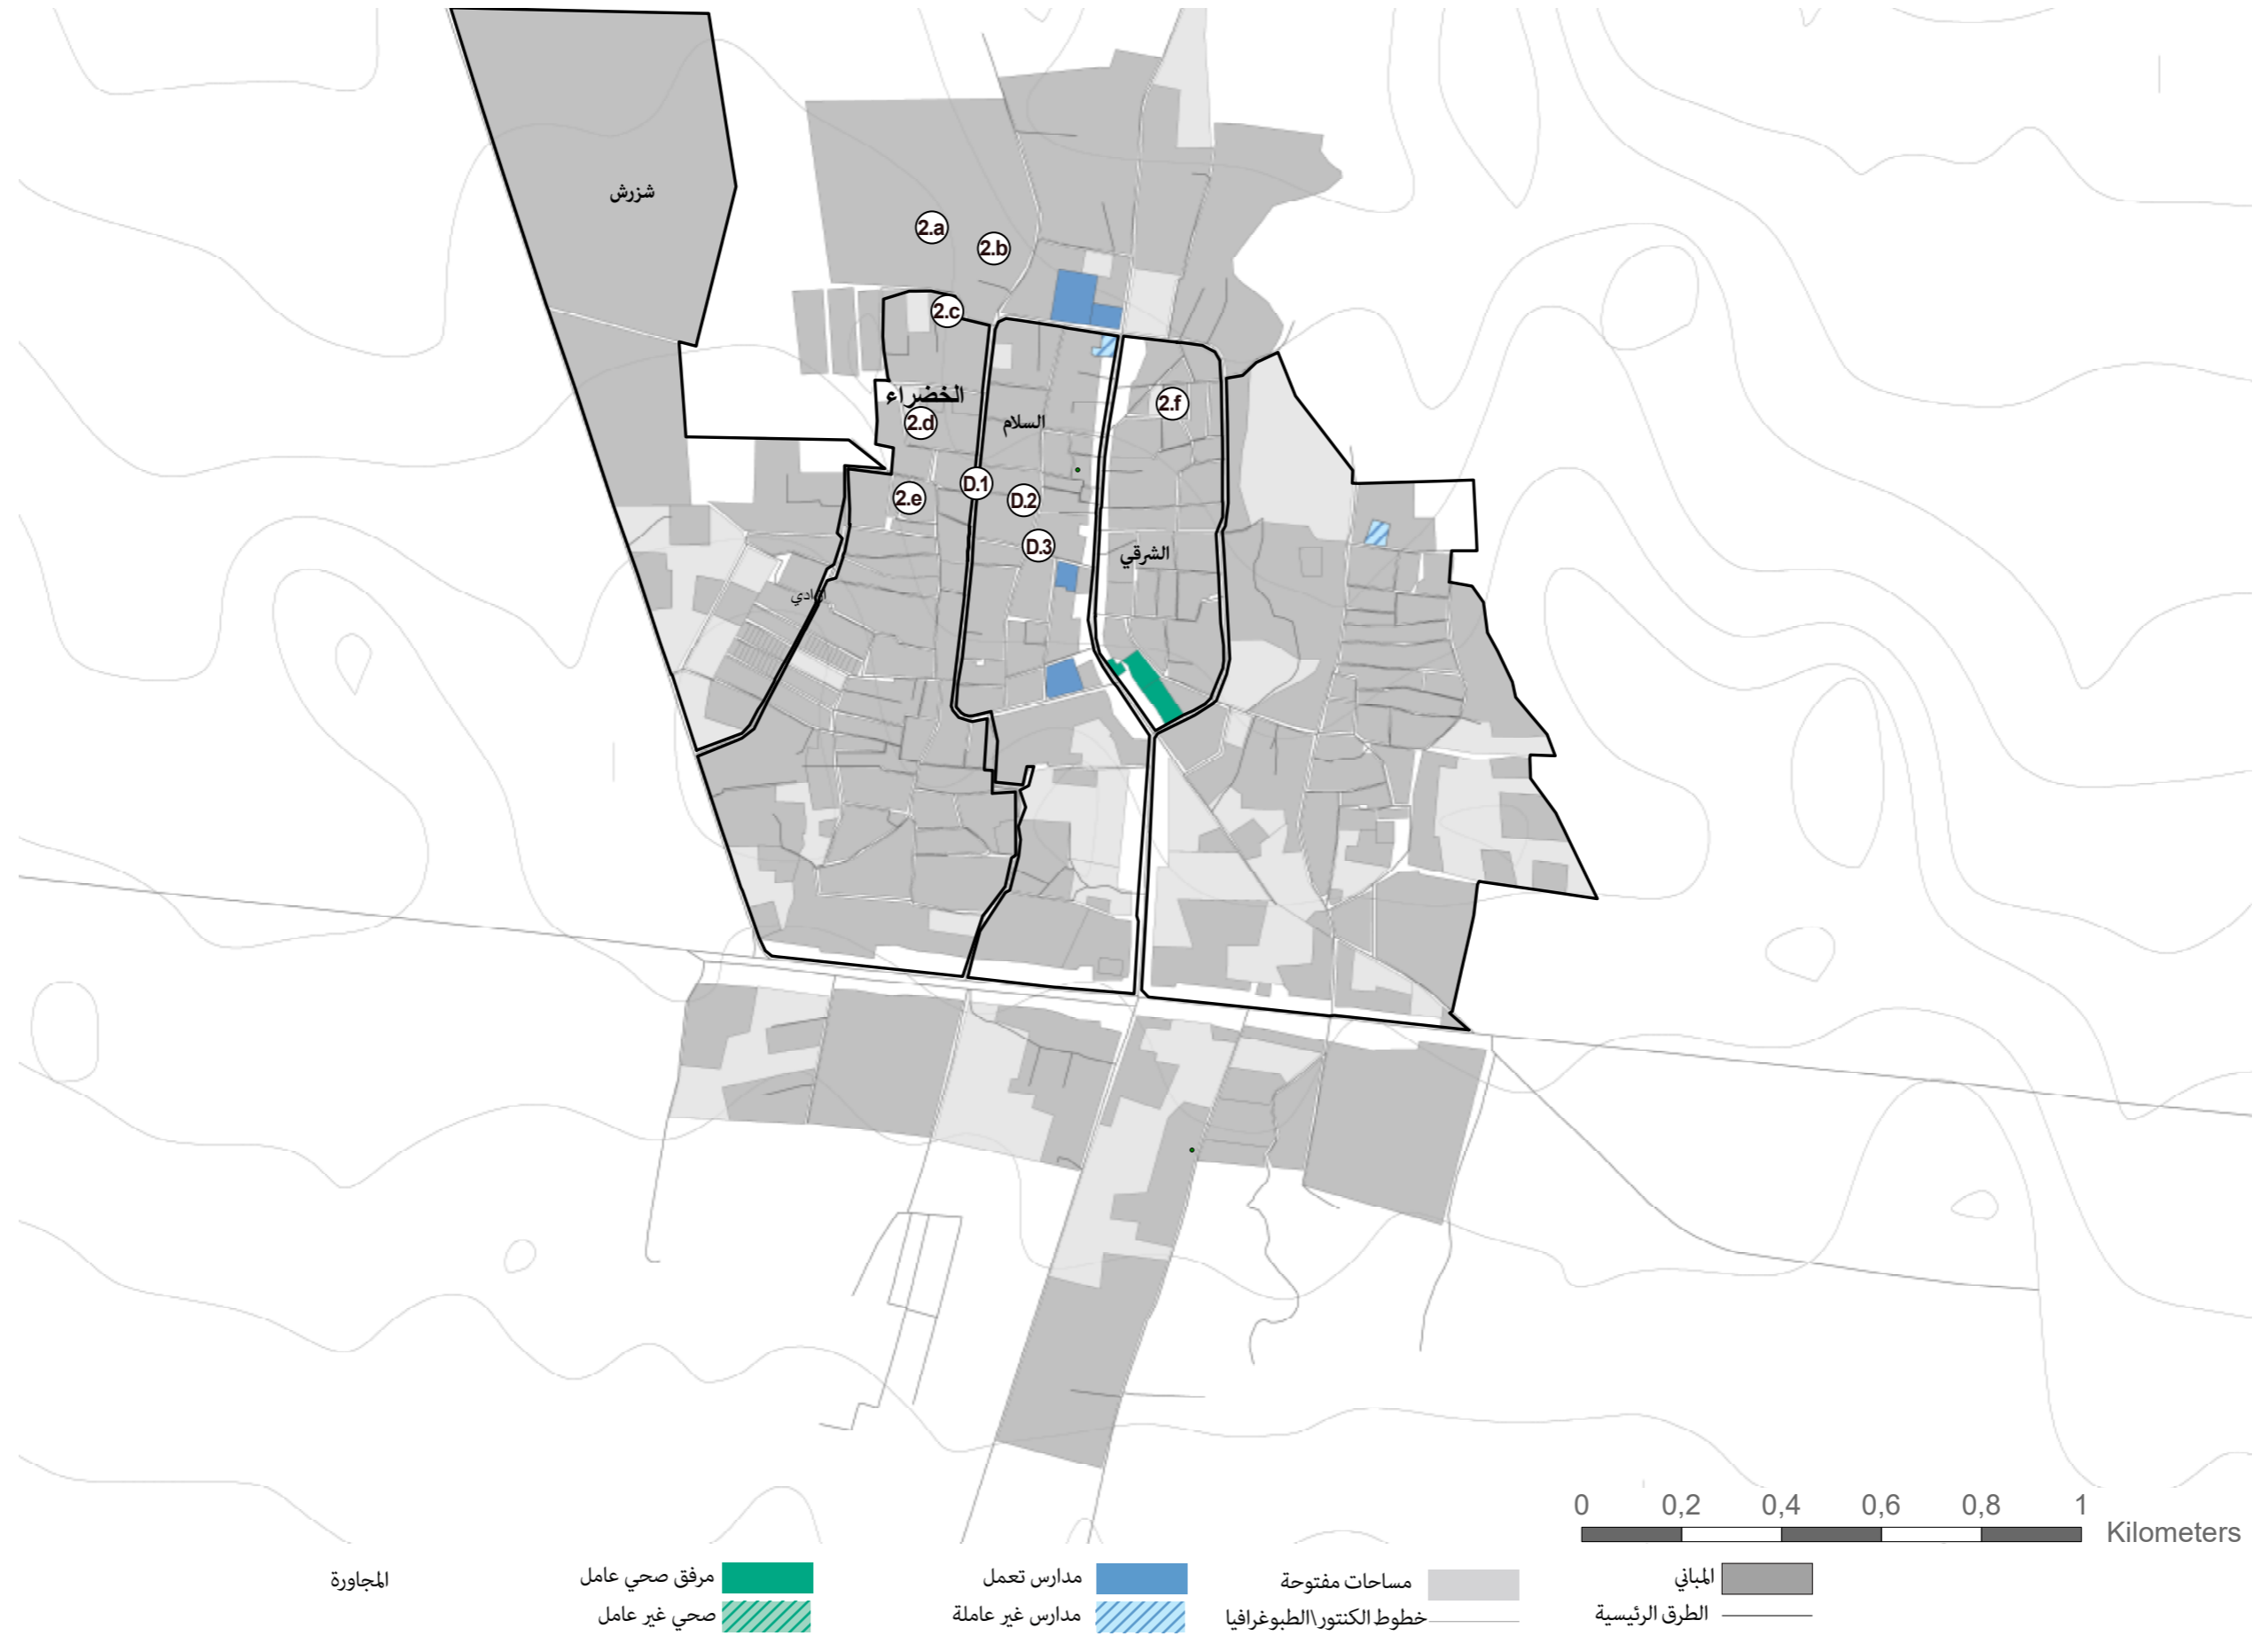 شزرش
2.a
2.b
2.c
الخضراء
2.d
السلام
2.f
2.e
D.1
D.2
D.3
الشرقي
0 0,2 0,4 0,6 0,8 1
Kilometers
المجاورة
مرفق صحي عامل
صحي غير عامل
مدارس تعمل
مدارس غير عاملة
مساحات مفتوحة
خطوط الكنتور\الطبوغرافيا
المباني
الطرق الرئيسية